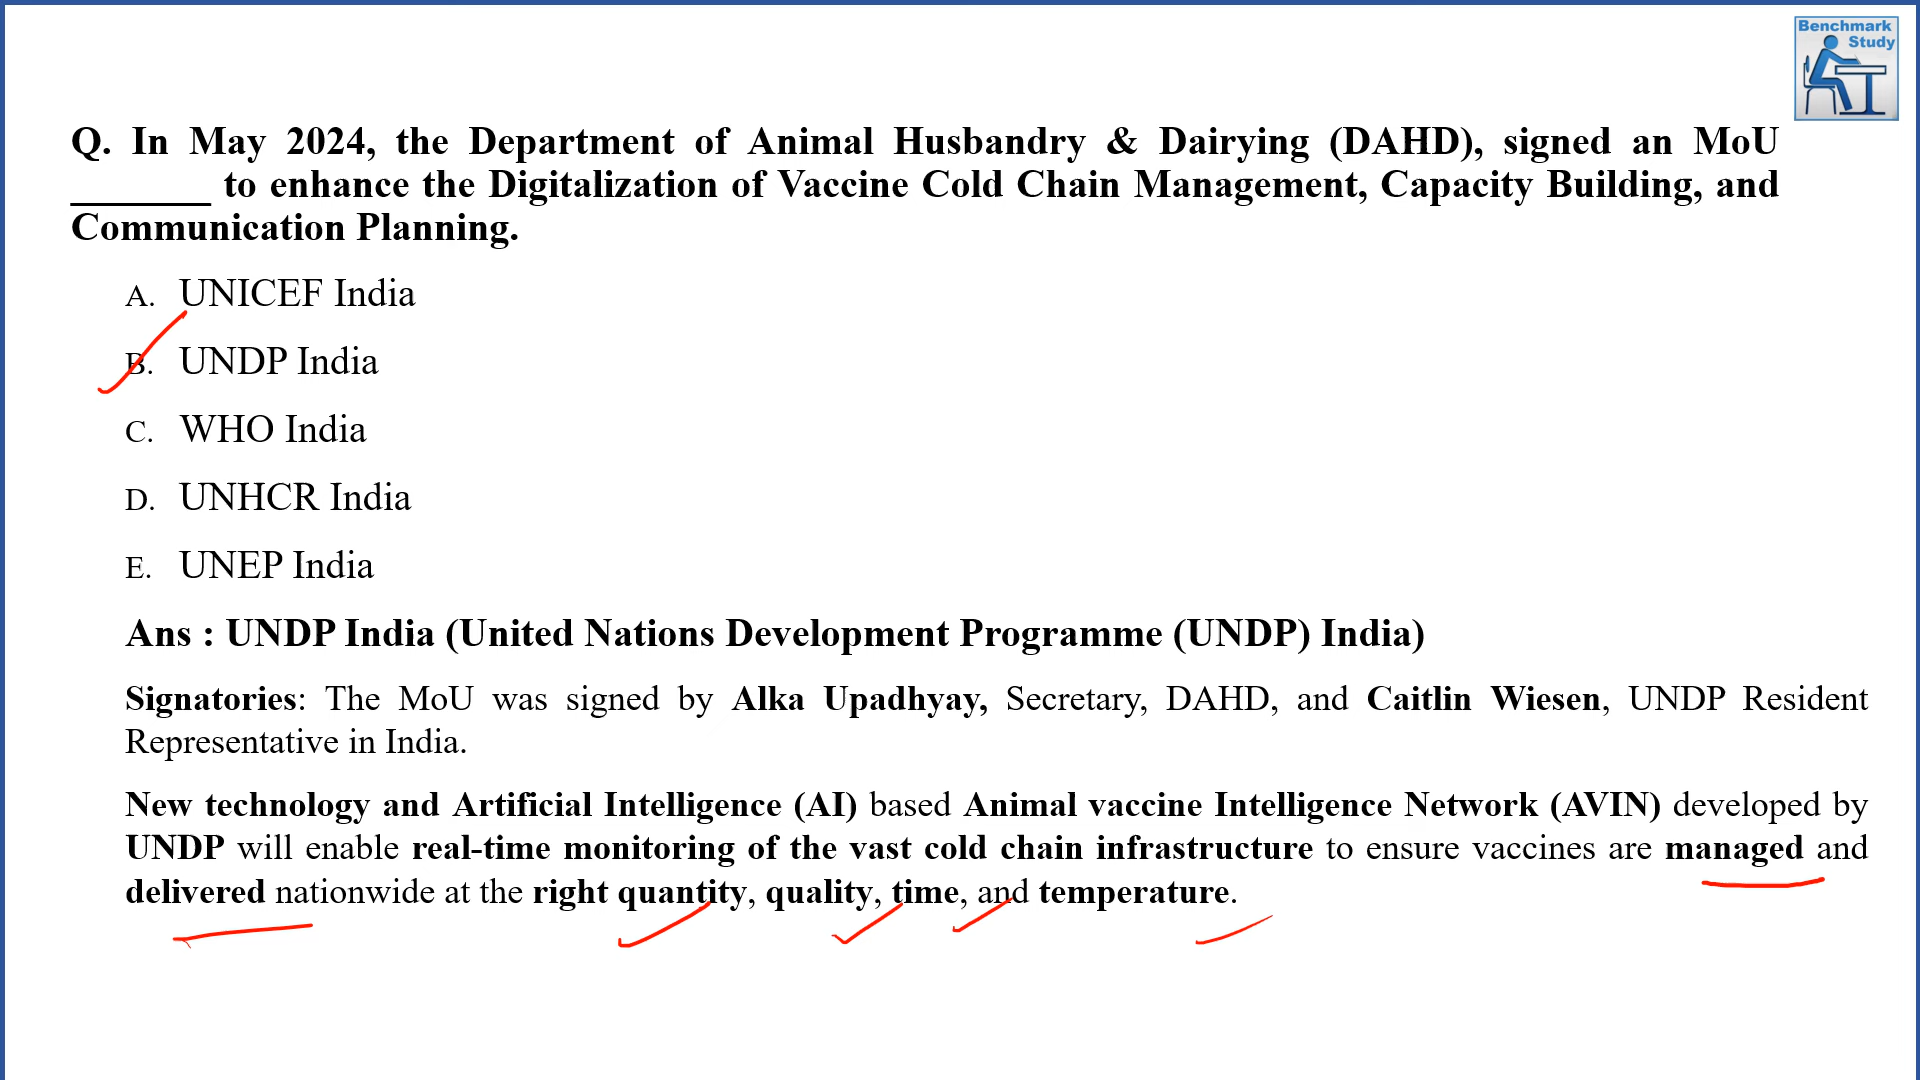 Benchmark
Study
Q. In May 2024, the Department of Animal Husbandry & Dairying (DAHD), signed an MoU
_______ to enhance the Digitalization of Vaccine Cold Chain Management, Capacity Building, and
Communication Planning.
A. UNICEF India
B. UNDP India
C. WHO India
D. UNHCR India
E. UNEP India
Ans : UNDP India (United Nations Development Programme (UNDP) India)
Signatories: The MoU was signed by Alka Upadhyay, Secretary, DAHD, and Caitlin Wiesen, UNDP Resident
Representative in India.
New technology and Artificial Intelligence (AI) based Animal vaccine Intelligence Network (AVIN) developed by
UNDP will enable real-time monitoring of the vast cold chain infrastructure to ensure vaccines are managed and
delivered nationwide at the right quantity, quality, time, and temperature.